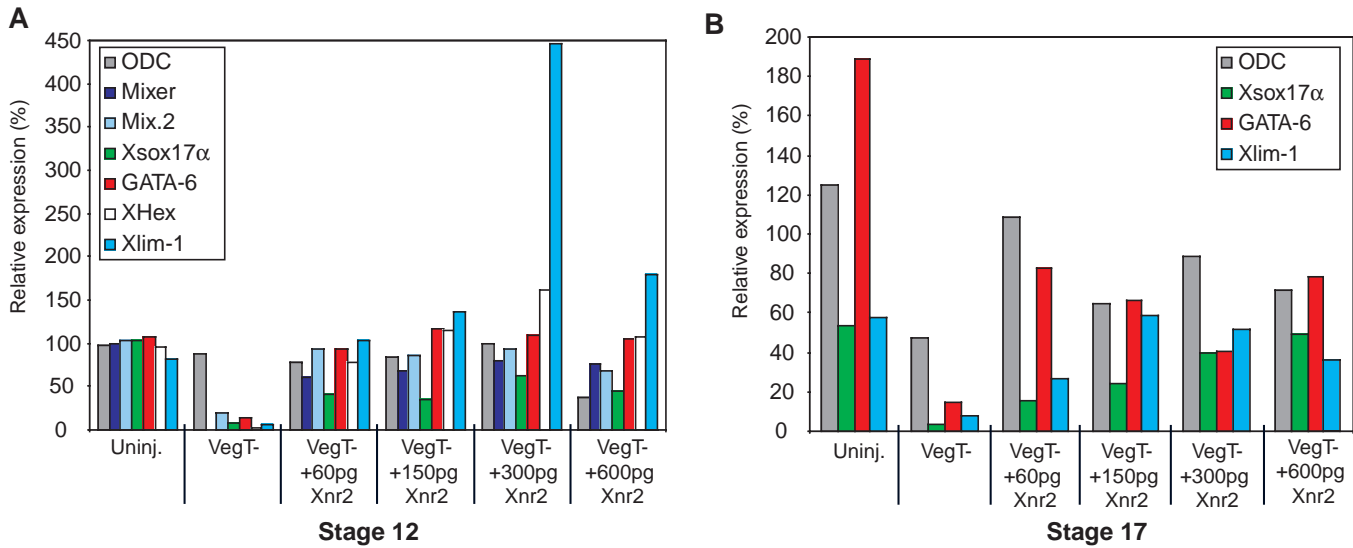 A
Relative expression (%)
450
400
350
300
250
200
150
100
50
0
ODC
Mixer
Mix.2
Xsox17α
GATA-6
XHex
Xlim-1
Uninj.
VegT-
VegT-
+60pg
Xnr2
VegT-
+150pg
Xnr2
VegT-
+300pg
Xnr2
VegT-
+600pg
Xnr2
Stage 12
B
Relative expression (%)
200
180
160
140
120
100
80
60
40
20
0
ODC
Xsox17α
GATA-6
Xlim-1
Uninj.
VegT-
VegT-
+60pg
Xnr2
VegT-
+150pg
Xnr2
VegT-
+300pg
Xnr2
VegT-
+600pg
Xnr2
Stage 17